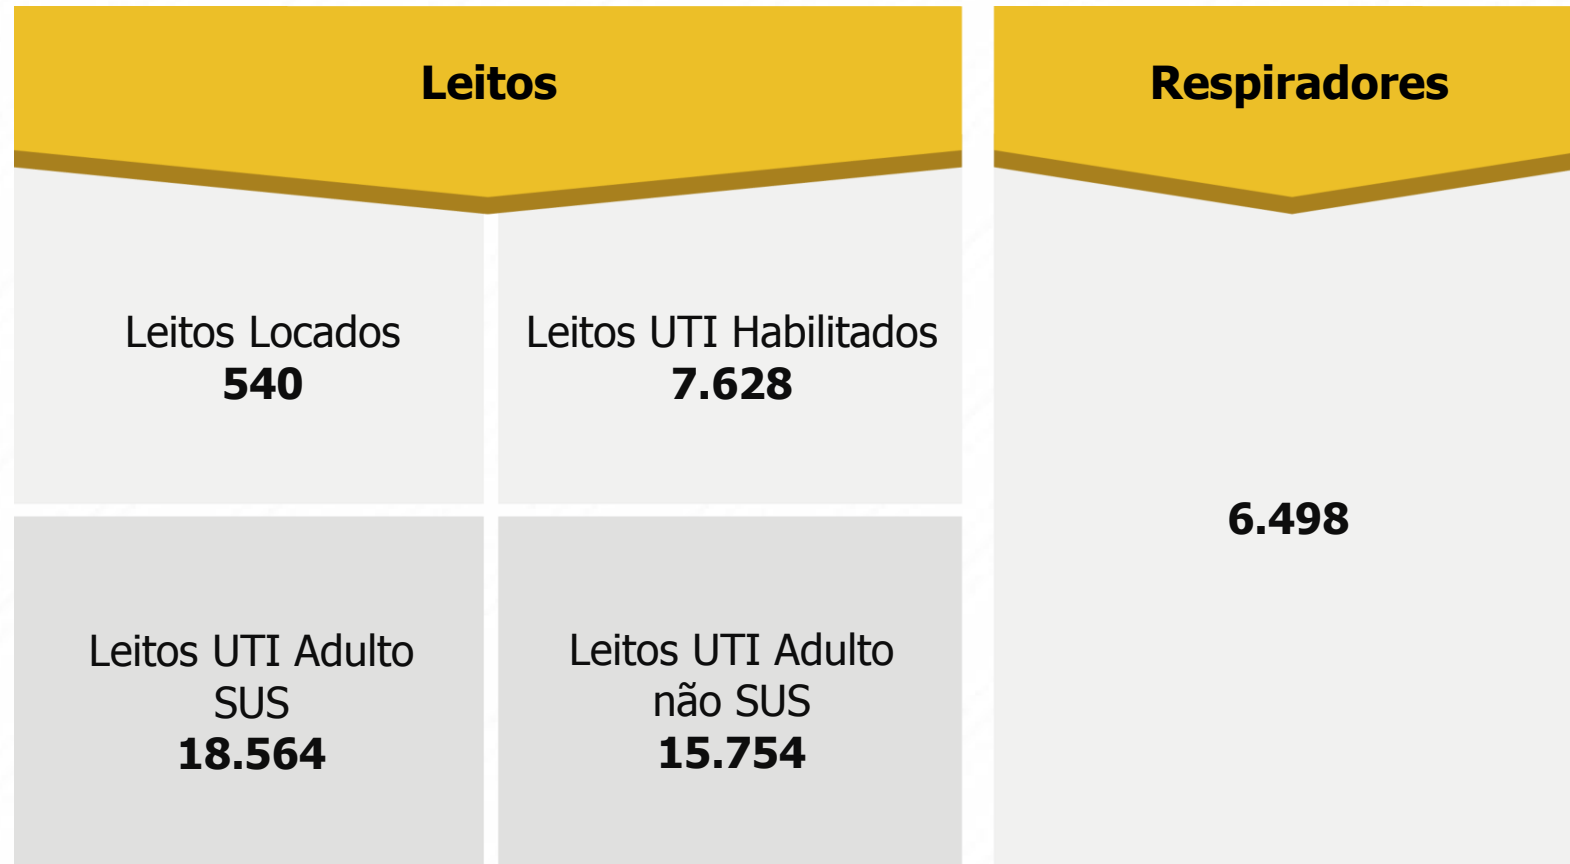 Leitos
Leitos Locados
540
Leitos UTI Habilitados
7.628
Leitos UTI Adulto
SUS
18.564
Leitos UTI Adulto
não SUS
15.754
Respiradores
6.498